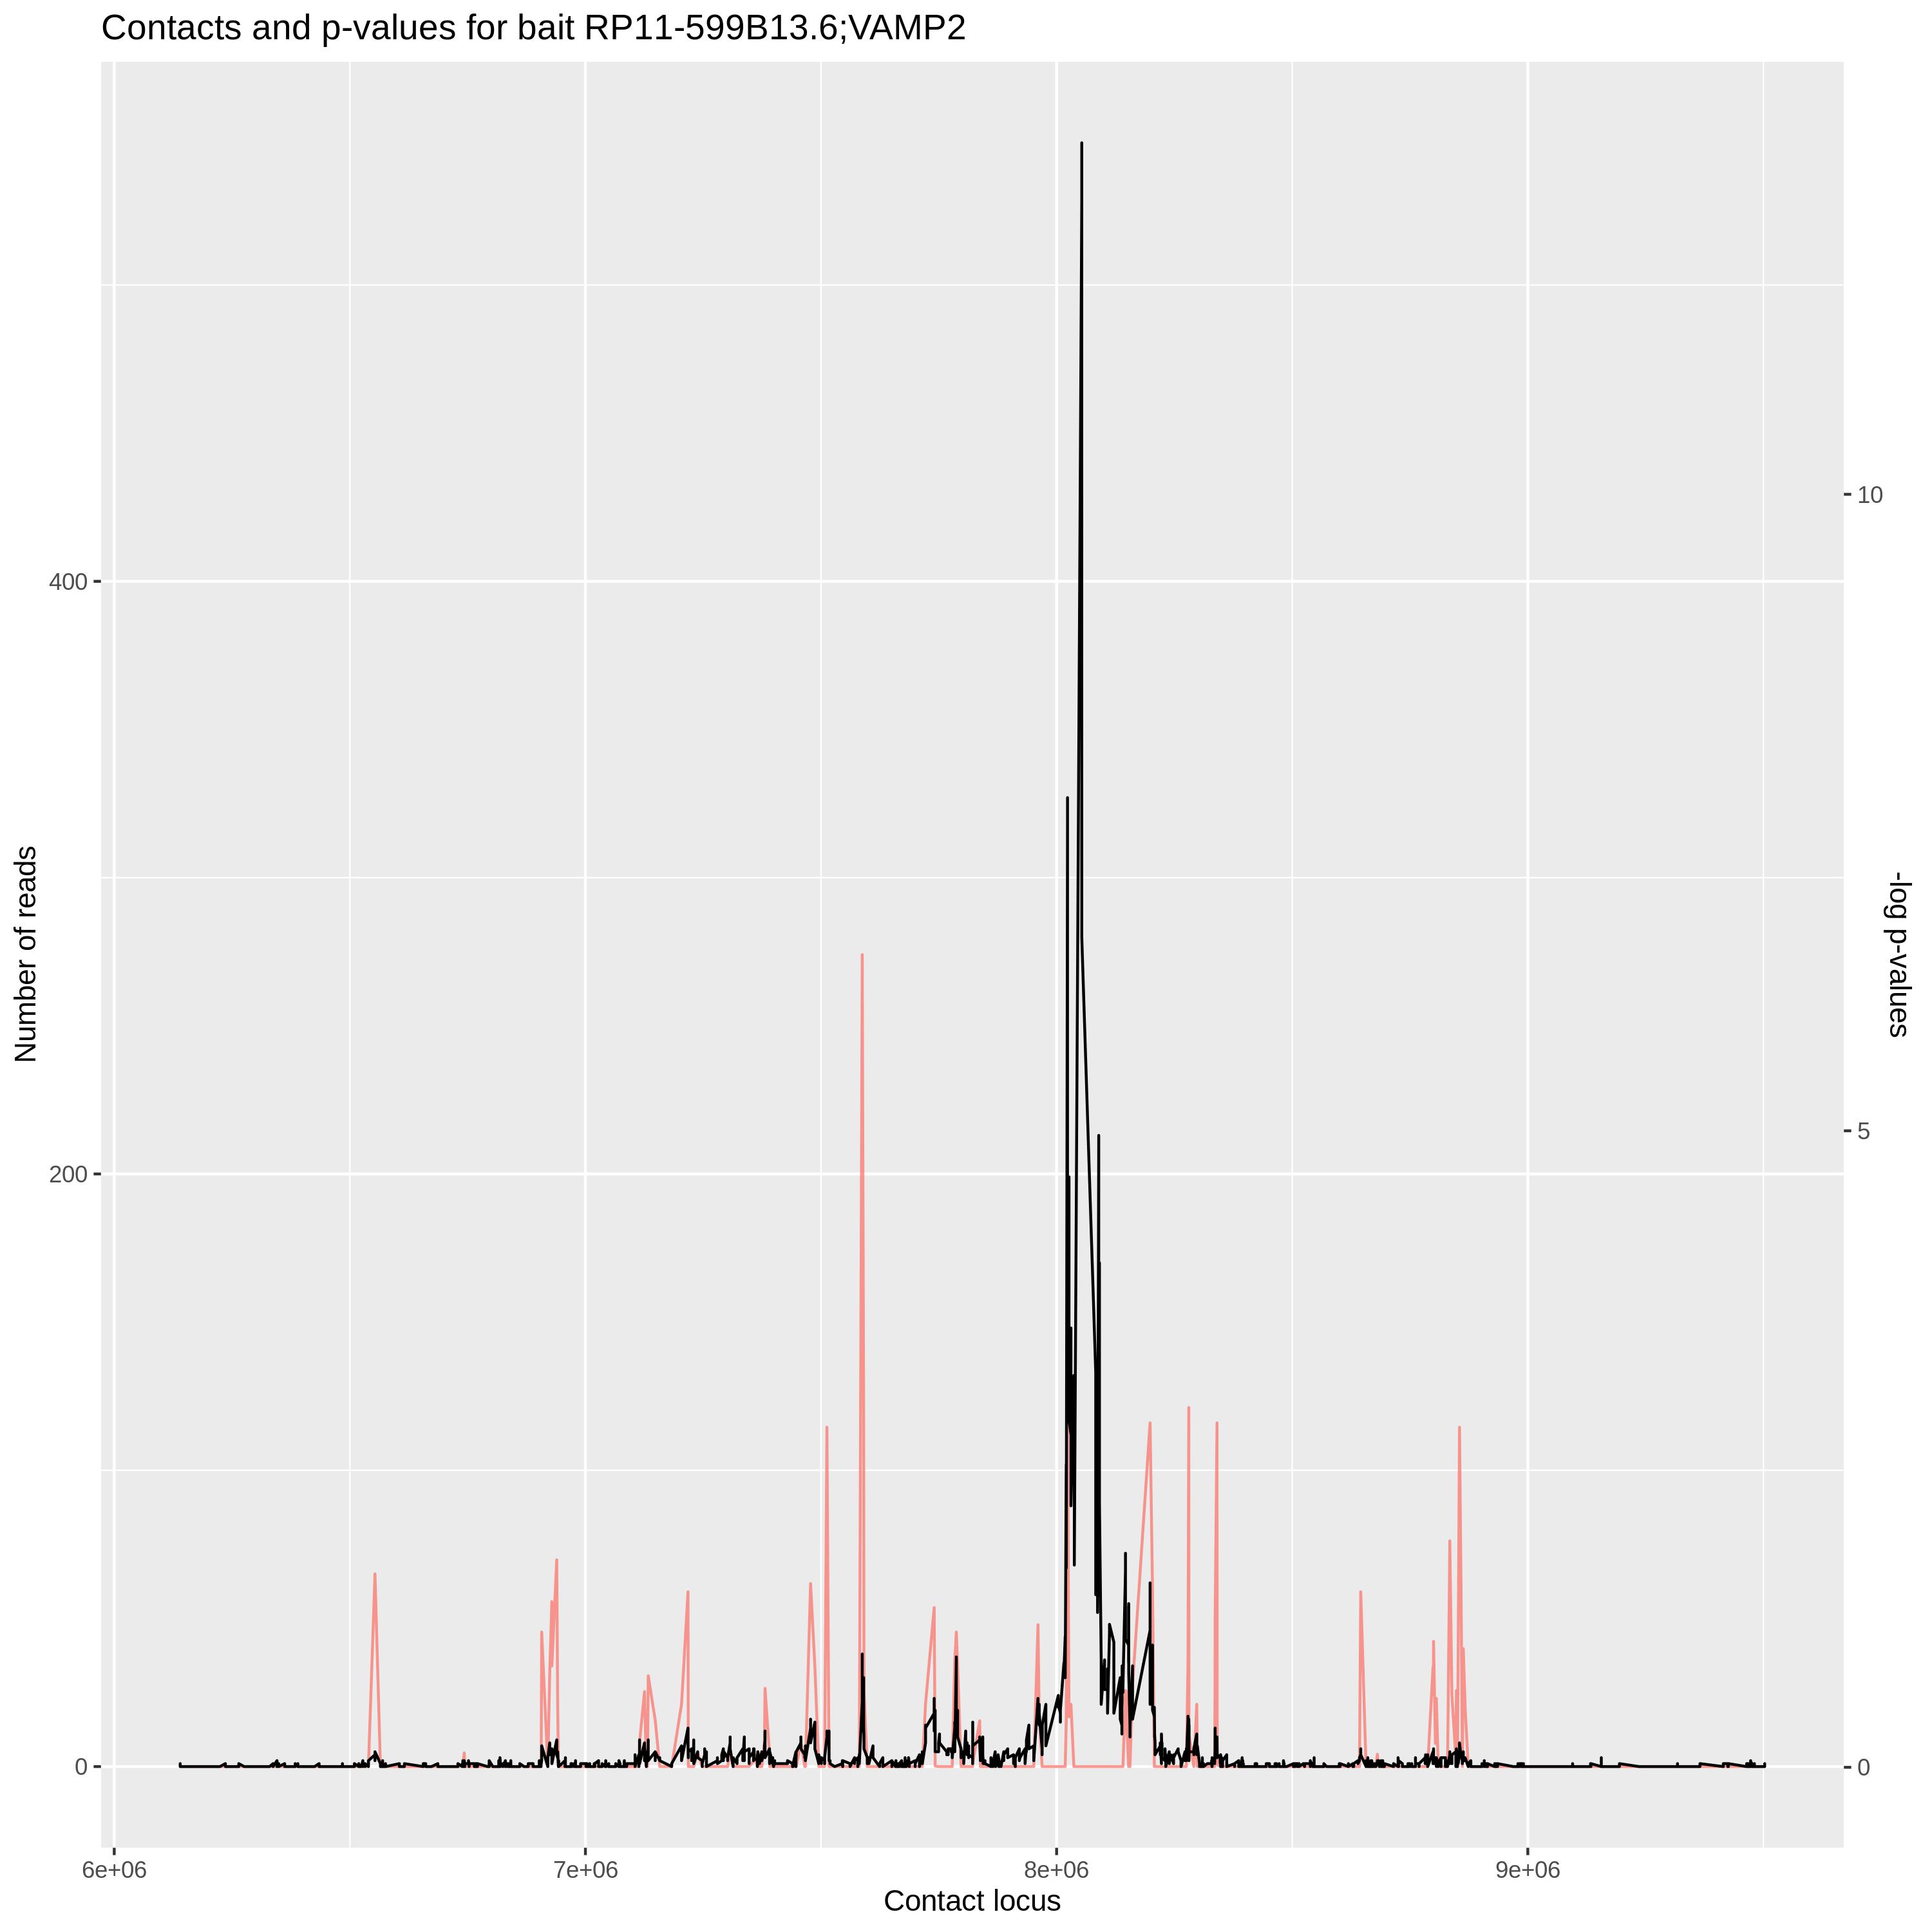 Contacts and p-values for bait RP11-599B13.6;VAMP2
Number of reads
400
200
0
10
5
0
-log p-values
6e+06 7e+06 8e+06 9e+06
Contact locus